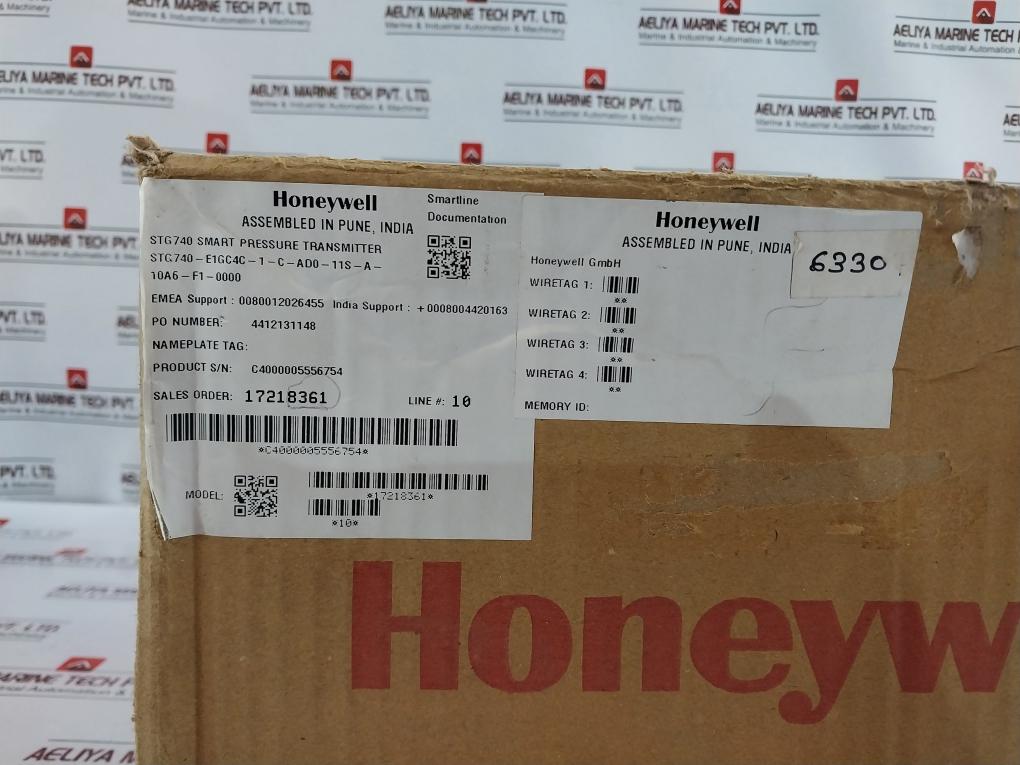 AELIYA MARINE TECH PVT. LTD.
Marine & Industrial Automation & Machinery
Honeywell
ASSEMBLED IN PUNE, INDIA
Smartline
Documentation
STG740 SMART PRESSURE TRANSMITTER
STG740-E1GC4C-1-C-AD0-11S-A-
10A6-F1-0000
EMEA Support : 0080012026455 India Support : +0008004420163
PO NUMBER: 4412131148
NAMEPLATE TAG:
PRODUCT S/N: C4000005556754
SALES ORDER: 17218361 LINE #: 10
*C4000005556754*
MODEL:
*17218361*
*10*
Honeywell
ASSEMBLED IN PUNE, INDIA
Honeywell GmbH
6330
WIRETAG 1:
**
WIRETAG 2:
**
WIRETAG 3:
**
WIRETAG 4:
**
MEMORY ID:
Honeyw